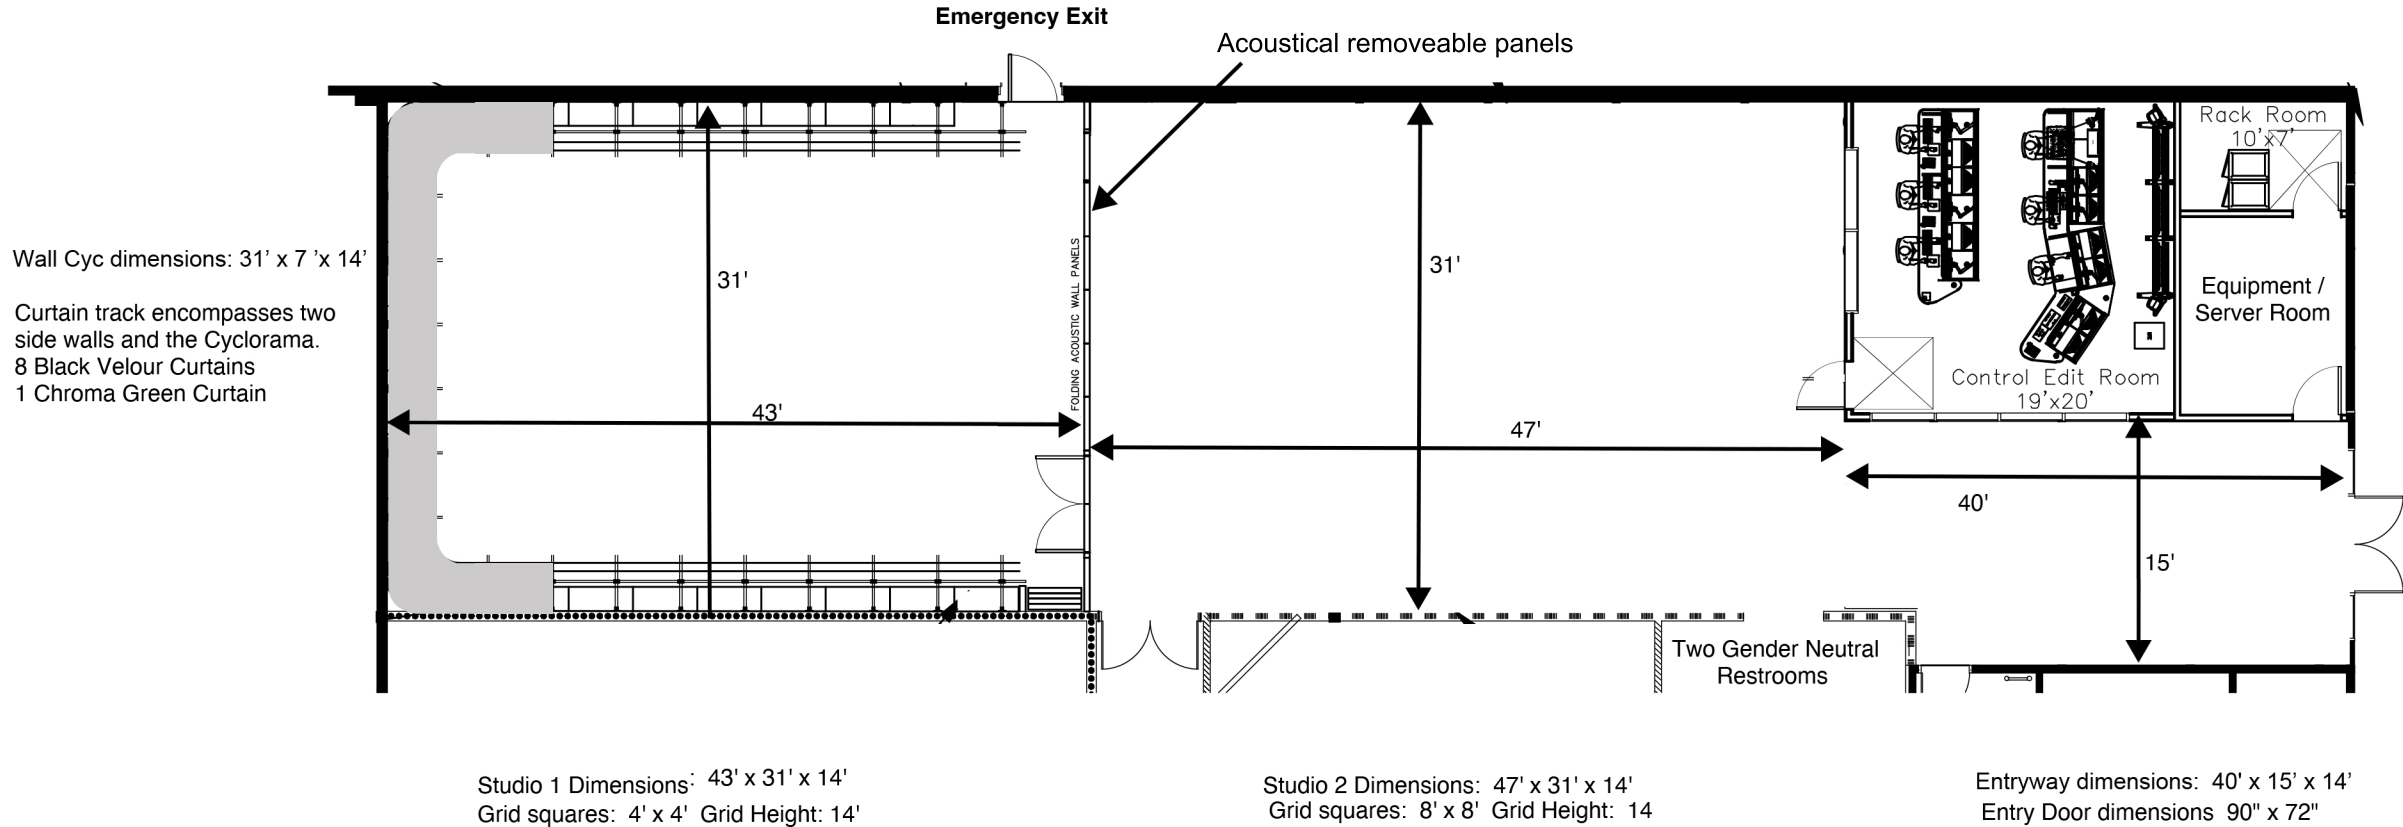 Emergency Exit
Acoustical removeable panels
Rack Room
10'x7'
Wall Cyc dimensions: 31' x 7 'x 14'
Curtain track encompasses two
side walls and the Cyclorama.
8 Black Velour Curtains
1 Chroma Green Curtain
31'
FOLDING ACOUSTIC WALL PANELS
31'
Equipment /
Server Room
Control Edit Room
19'x20'
43'
47'
40'
15'
Two Gender Neutral
Restrooms
Studio 1 Dimensions: 43' x 31' x 14'
Grid squares: 4' x 4' Grid Height: 14'
Studio 2 Dimensions: 47' x 31' x 14'
Grid squares: 8' x 8' Grid Height: 14
Entryway dimensions: 40' x 15' x 14'
Entry Door dimensions 90" x 72"